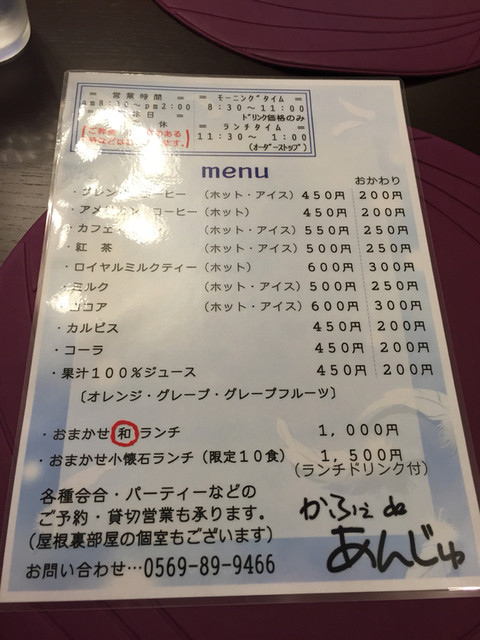 ＝ 営業時間 ＝
am8:30～pm2:00
休日 ＝
休
＝ モーニングタイム ＝
8:30～11:00
ドリンク価格のみ
＝ ランチタイム ＝
11:30～ 1:00
(オーダーストップ)
menu
おかわり
・ブレンドコーヒー (ホット・アイス) 450円 200円
・アメリカンコーヒー (ホット) 450円 200円
・カフェ (ホット・アイス) 550円 250円
・紅 茶 (ホット・アイス) 500円 250円
・ロイヤルミルクティー (ホット) 600円 300円
・ミルク (ホット・アイス) 500円 250円
・ココア (ホット・アイス) 600円 300円
・カルピス 450円 200円
・コーラ 450円 200円
・果汁100％ジュース 450円 200円
〔オレンジ・グレープ・グレープフルーツ〕
・おまかせ 和 ランチ 1,000円
・おまかせ小懐石ランチ (限定10食) 1,500円
(ランチドリンク付)
各種会合・パーティーなどの
ご予約・貸切営業も承ります。
(屋根裏部屋の個室もございます)
お問い合わせ…0569-89-9466
かふぇ de
あんじゅ